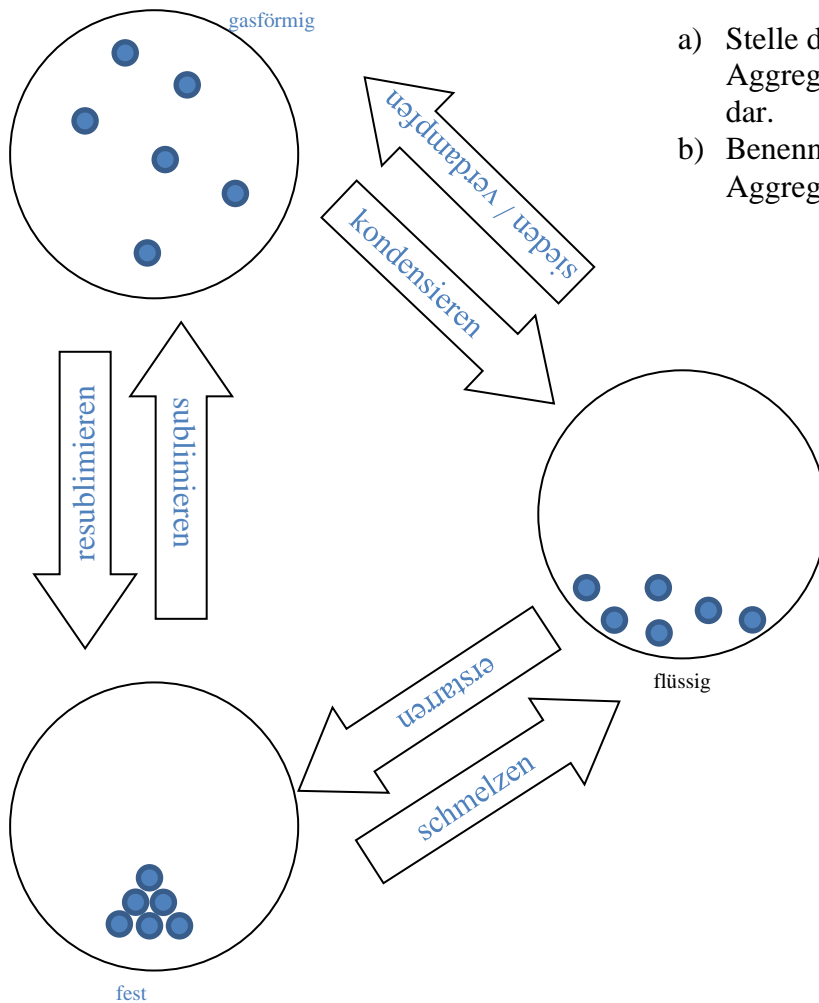 gasförmig
a) Stelle d
Aggreg
dar.
b) Benenn
Aggreg
sieden / verdampfen
kondensieren
resublimieren
sublimieren
erstarren
schmelzen
flüssig
fest